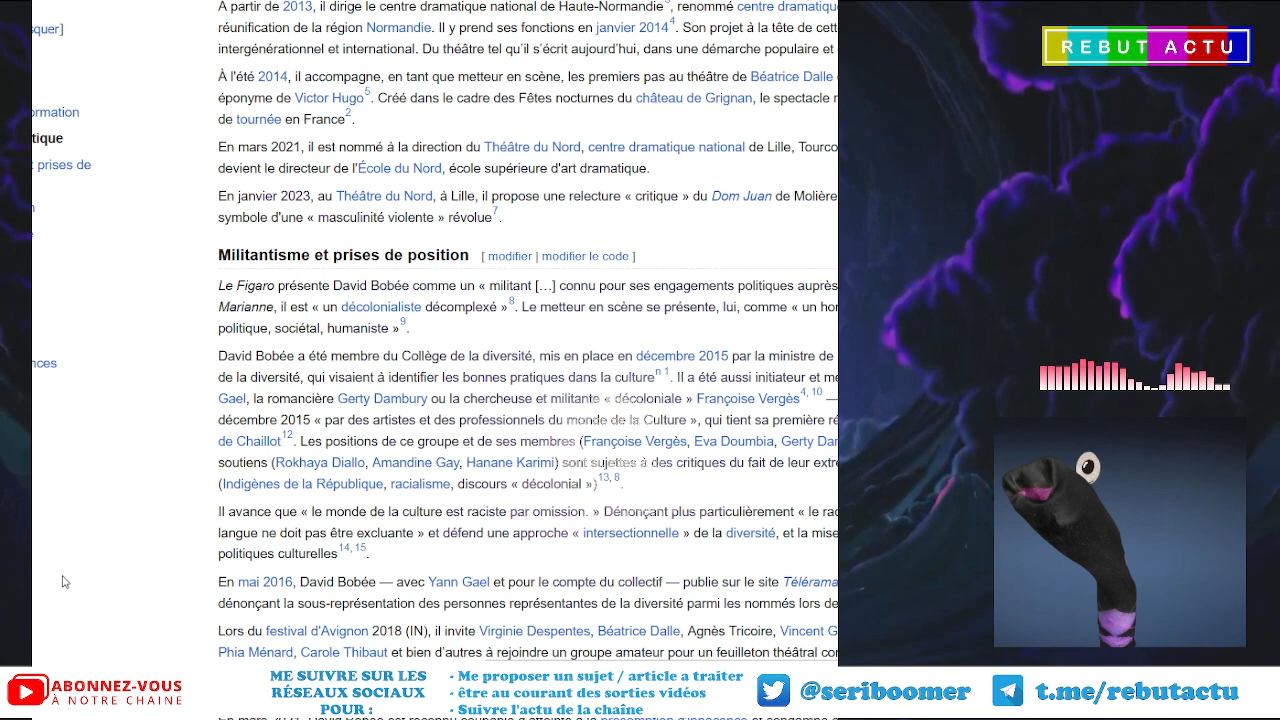 À partir de 2013, il dirige le centre dramatique national de Haute-Normandie, renommé centre dramatique
squer]
réunification de la région Normandie. Il y prend ses fonctions en janvier 2014 4. Son projet à la tête de cett
REBUT ACTU
intergénérationnel et international. Du théâtre tel qu'il s'écrit aujourd'hui, dans une démarche populaire et
À l'été 2014, il accompagne, en tant que metteur en scène, les premiers pas au théâtre de Béatrice Dalle
éponyme de Victor Hugo 5. Créé dans le cadre des Fêtes nocturnes du château de Grignan, le spectacle
ormation
de tournée en France 2.
tique
En mars 2021, il est nommé à la direction du Théâtre du Nord, centre dramatique national de Lille, Tourco
prises de
devient le directeur de l'École du Nord, école supérieure d'art dramatique.
En janvier 2023, au Théâtre du Nord, à Lille, il propose une relecture « critique » du Dom Juan de Molière
n
symbole d'une « masculinité violente » révolue 7.
e
Militantisme et prises de position [ modifier | modifier le code ]
Le Figaro présente David Bobée comme un « militant […] connu pour ses engagements politiques auprès
Marianne, il est « un décolonialiste décomplexé » 8. Le metteur en scène se présente, lui, comme « un hor
politique, sociétal, humaniste » 9.
David Bobée a été membre du Collège de la diversité, mis en place en décembre 2015 par la ministre de
nces
de la diversité, qui visaient à identifier les bonnes pratiques dans la culture n 1. Il a été aussi initiateur et me
Gael, la romancière Gerty Dambury ou la chercheuse et militante « décoloniale » Françoise Vergès 4, 10 —
décembre 2015 « par des artistes et des professionnels du monde de la Culture », qui tient sa première ré
de Chaillot 12. Les positions de ce groupe et de ses membres (Françoise Vergès, Eva Doumbia, Gerty Dar
soutiens (Rokhaya Diallo, Amandine Gay, Hanane Karimi) sont sujettes à des critiques du fait de leur extr
(Indigènes de la République, racialisme, discours « décolonial ») 13, 8.
Il avance que « le monde de la culture est raciste par omission. » Dénonçant plus particulièrement « le rac
langue ne doit pas être excluante » et défend une approche « intersectionnelle » de la diversité, et la mise
politiques culturelles 14, 15.
En mai 2016, David Bobée — avec Yann Gael et pour le compte du collectif — publie sur le site Télérama
dénonçant la sous-représentation des personnes représentantes de la diversité parmi les nommés lors de
Lors du festival d'Avignon 2018 (IN), il invite Virginie Despentes, Béatrice Dalle, Agnès Tricoire, Vincent G
Phia Ménard, Carole Thibaut et bien d'autres à rejoindre un groupe amateur pour un feuilleton théâtral con
ABONNEZ-VOUS
À NOTRE CHAINE
ME SUIVRE SUR LES
RÉSEAUX SOCIAUX
POUR :
- Me proposer un sujet / article a traiter
- être au courant des sorties vidéos
- Suivre l'actu de la chaîne
@seriboomer
t.me/rebutactu